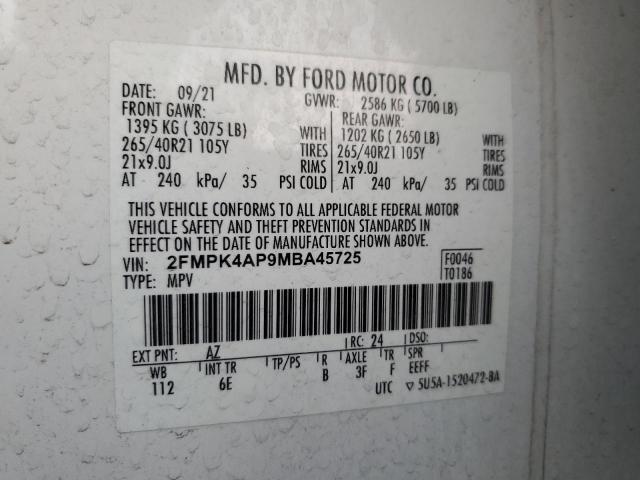 MFD. BY FORD MOTOR CO.
DATE: 09/21 GVWR: 2586 KG ( 5700 LB)
FRONT GAWR: REAR GAWR:
1395 KG ( 3075 LB) WITH 1202 KG ( 2650 LB) WITH
265/40R21 105Y TIRES 265/40R21 105Y TIRES
21x9.0J RIMS 21x9.0J RIMS
AT 240 kPa/ 35 PSI COLD AT 240 kPa/ 35 PSI COLD
THIS VEHICLE CONFORMS TO ALL APPLICABLE FEDERAL MOTOR
VEHICLE SAFETY AND THEFT PREVENTION STANDARDS IN
EFFECT ON THE DATE OF MANUFACTURE SHOWN ABOVE.
VIN: 2FMPK4AP9MBA45725 F0046
TYPE: MPV T0186
EXT PNT: AZ RC: 24 DSO:
WB INT TR TP/PS R AXLE TR SPR
112 6E B 3F F EEFF
UTC ▽ 5U5A-1520472-BA